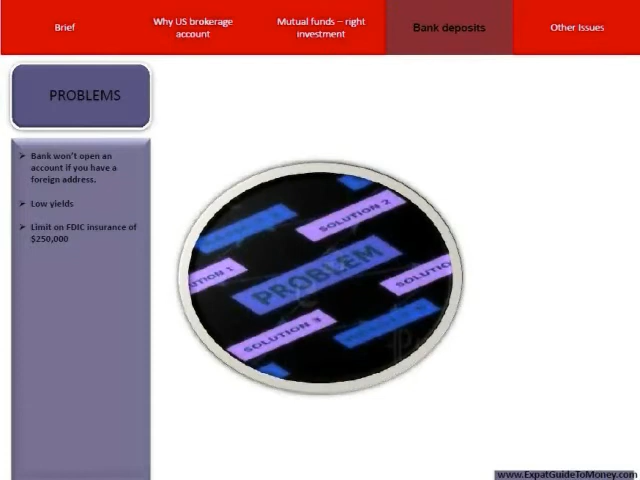 Brief
Why US brokerage
account
Mutual funds – right
investment
Bank deposits
Other Issues
PROBLEMS
➢ Bank won't open an
account if you have a
foreign address.
➢ Low yields
➢ Limit on FDIC insurance of
$250,000
SOLUTION 2
UTION 1
PROBLEM
SOLUTIO
SOLUTION 3
www.ExpatGuideToMoney.com